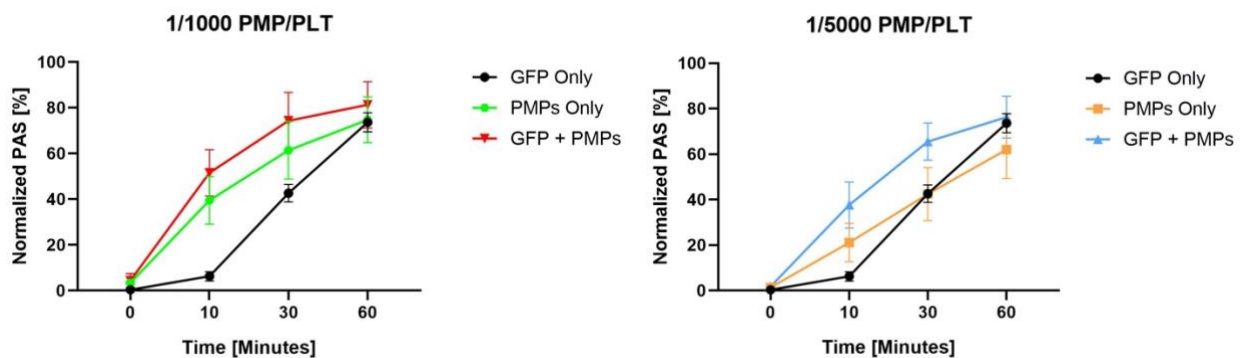 1/1000 PMP/PLT
Normalized PAS [%]
100
80
60
40
20
0
0 10 30 60
Time [Minutes]
GFP Only
PMPs Only
GFP + PMPs
1/5000 PMP/PLT
Normalized PAS [%]
100
80
60
40
20
0
0 10 30 60
Time [Minutes]
GFP Only
PMPs Only
GFP + PMPs